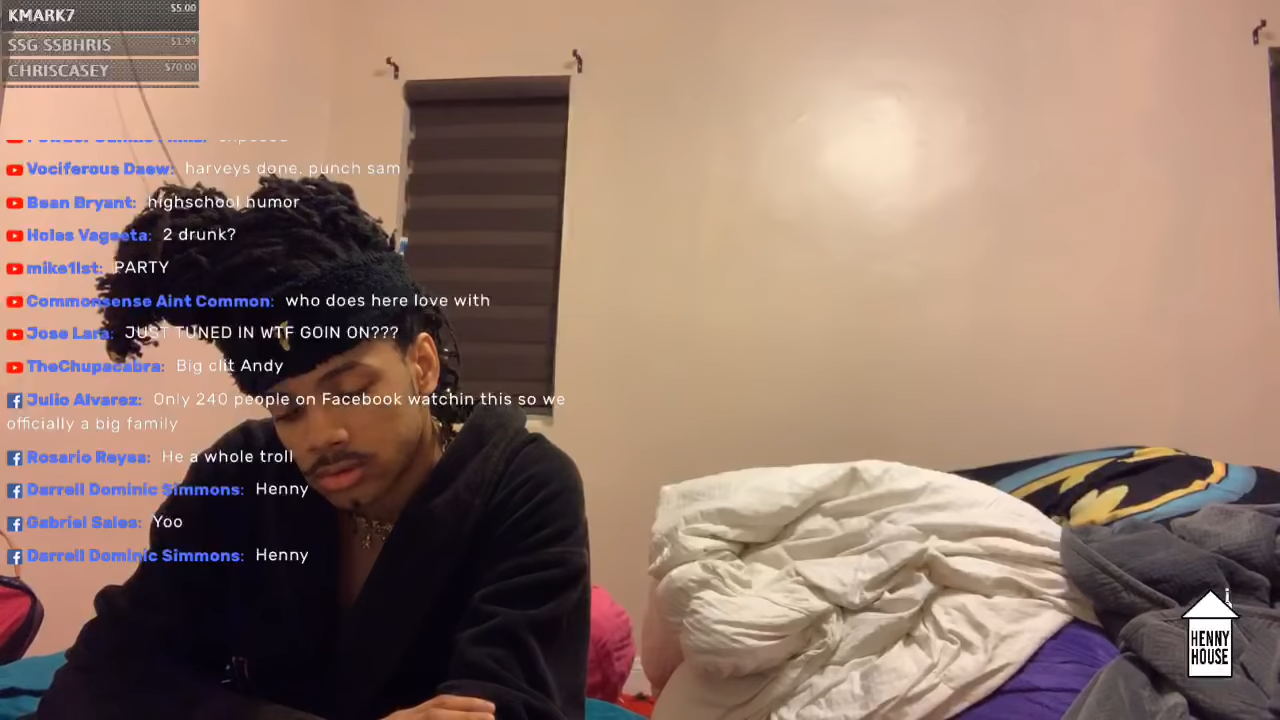 KMARK7 $5.00
SSG SSBHRIS $1.99
CHRISCASEY $70.00
Vociferous Daew: harveys done, punch sam
Bean Bryant: highschool humor
Holes Vageeta: 2 drunk?
mike1lst: PARTY
Commonsense Aint Common: who does here love with
Jose Lara: JUST TUNED IN WTF GOIN ON???
TheChupacabra: Big clit Andy
Julio Alvarez: Only 240 people on Facebook watchin this so we
officially a big family
Rosario Reyes: He a whole troll
Darrell Dominic Simmons: Henny
Gabriel Sales: Yoo
Darrell Dominic Simmons: Henny
HENNY
HOUSE